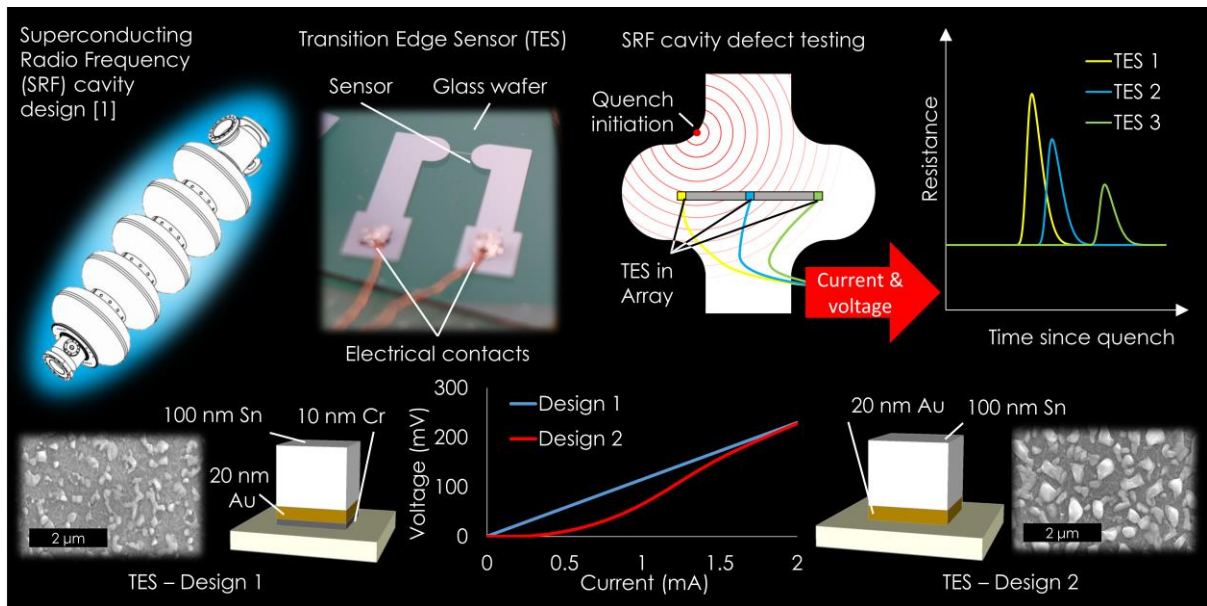 Superconducting
Radio Frequency
(SRF) cavity
design [1]
Transition Edge Sensor (TES)
Sensor
Glass wafer
Electrical contacts
SRF cavity defect testing
Quench
initiation
TES in
Array
Current &
voltage
TES 1
TES 2
TES 3
Resistance
Time since quench
100 nm Sn
10 nm Cr
20 nm
Au
2 µm
TES – Design 1
300
200
100
0
Voltage (mV)
Design 1
Design 2
0
0.5
1
1.5
2
Current (mA)
20 nm Au
100 nm Sn
2 µm
TES – Design 2